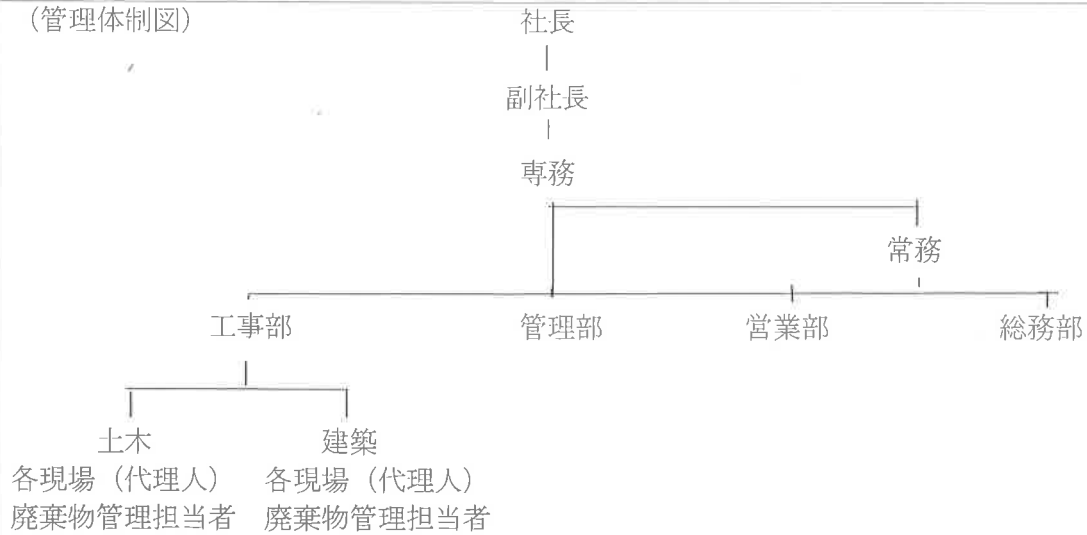 （管理体制図）
社長
副社長
専務
常務
工事部 管理部 営業部 総務部
土木 建築
各現場（代理人） 各現場（代理人）
廃棄物管理担当者 廃棄物管理担当者